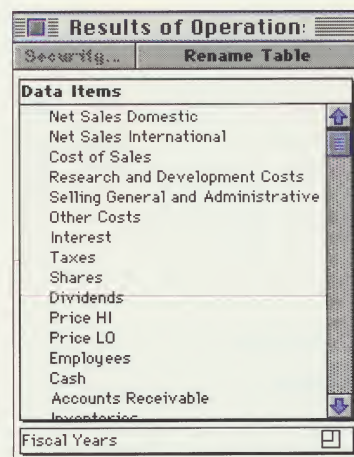 Results of Operation:
Security... Rename Table
Data Items
Net Sales Domestic
Net Sales International
Cost of Sales
Research and Development Costs
Selling General and Administrative
Other Costs
Interest
Taxes
Shares
Dividends
Price HI
Price LO
Employees
Cash
Accounts Receivable
Inventories
Fiscal Years